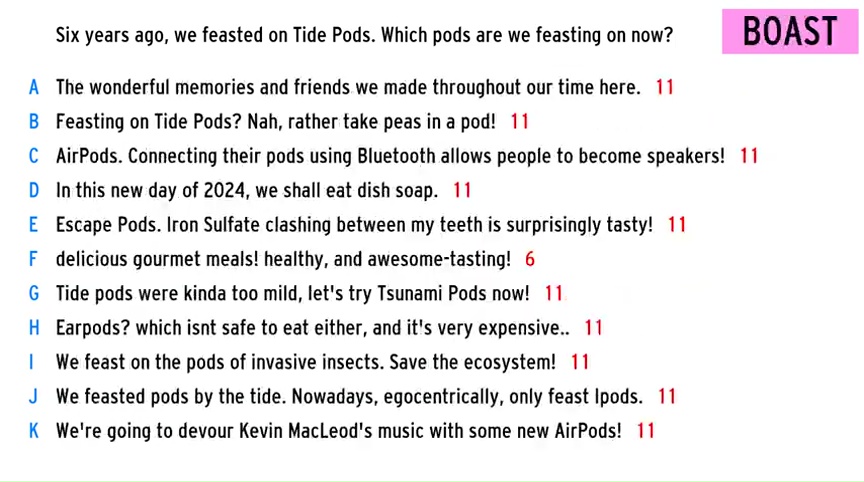 Six years ago, we feasted on Tide Pods. Which pods are we feasting on now?
BOAST
A The wonderful memories and friends we made throughout our time here. 11
B Feasting on Tide Pods? Nah, rather take peas in a pod! 11
C AirPods. Connecting their pods using Bluetooth allows people to become speakers! 11
D In this new day of 2024, we shall eat dish soap. 11
E Escape Pods. Iron Sulfate clashing between my teeth is surprisingly tasty! 11
F delicious gourmet meals! healthy, and awesome-tasting! 6
G Tide pods were kinda too mild, let's try Tsunami Pods now! 11
H Earpods? which isnt safe to eat either, and it's very expensive.. 11
I We feast on the pods of invasive insects. Save the ecosystem! 11
J We feasted pods by the tide. Nowadays, egocentrically, only feast Ipods. 11
K We're going to devour Kevin MacLeod's music with some new AirPods! 11